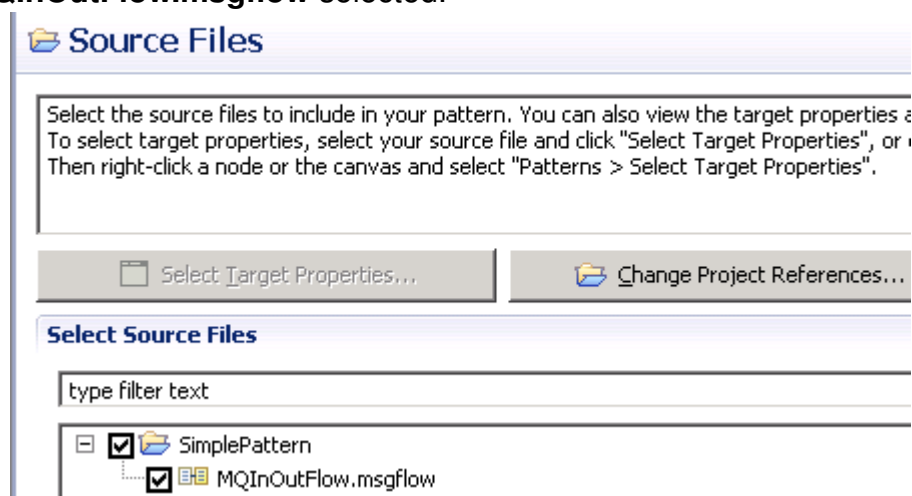 selected.
Source Files
Select the source files to include in your pattern. You can also view the target properties a
To select target properties, select your source file and click "Select Target Properties", or
Then right-click a node or the canvas and select "Patterns > Select Target Properties".
Select Target Properties...
Change Project References...
Select Source Files
type filter text
SimplePattern
MQInOutFlow.msgflow